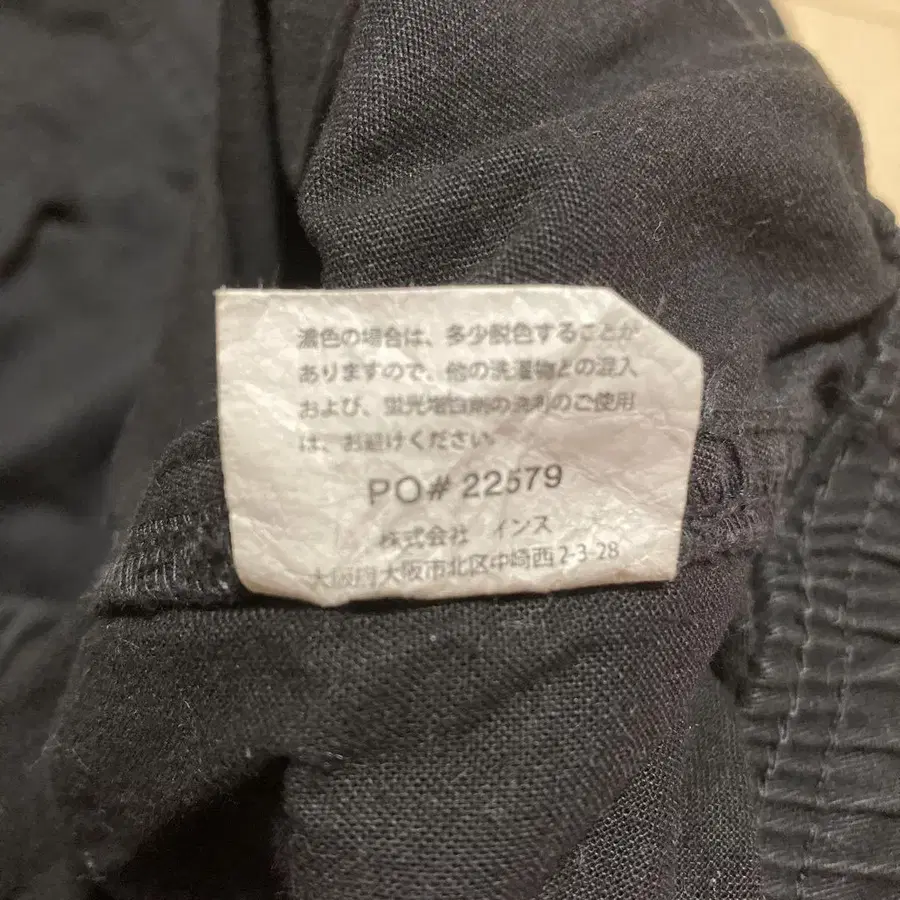 濃色の場合は、多少脱色することが
ありますので、他の洗濯物との混入
および、蛍光増白剤の洗剤のご使用
は、お避けください。
PO# 22579
株式会社 インス
大阪府大阪市北区中崎西2-3-28